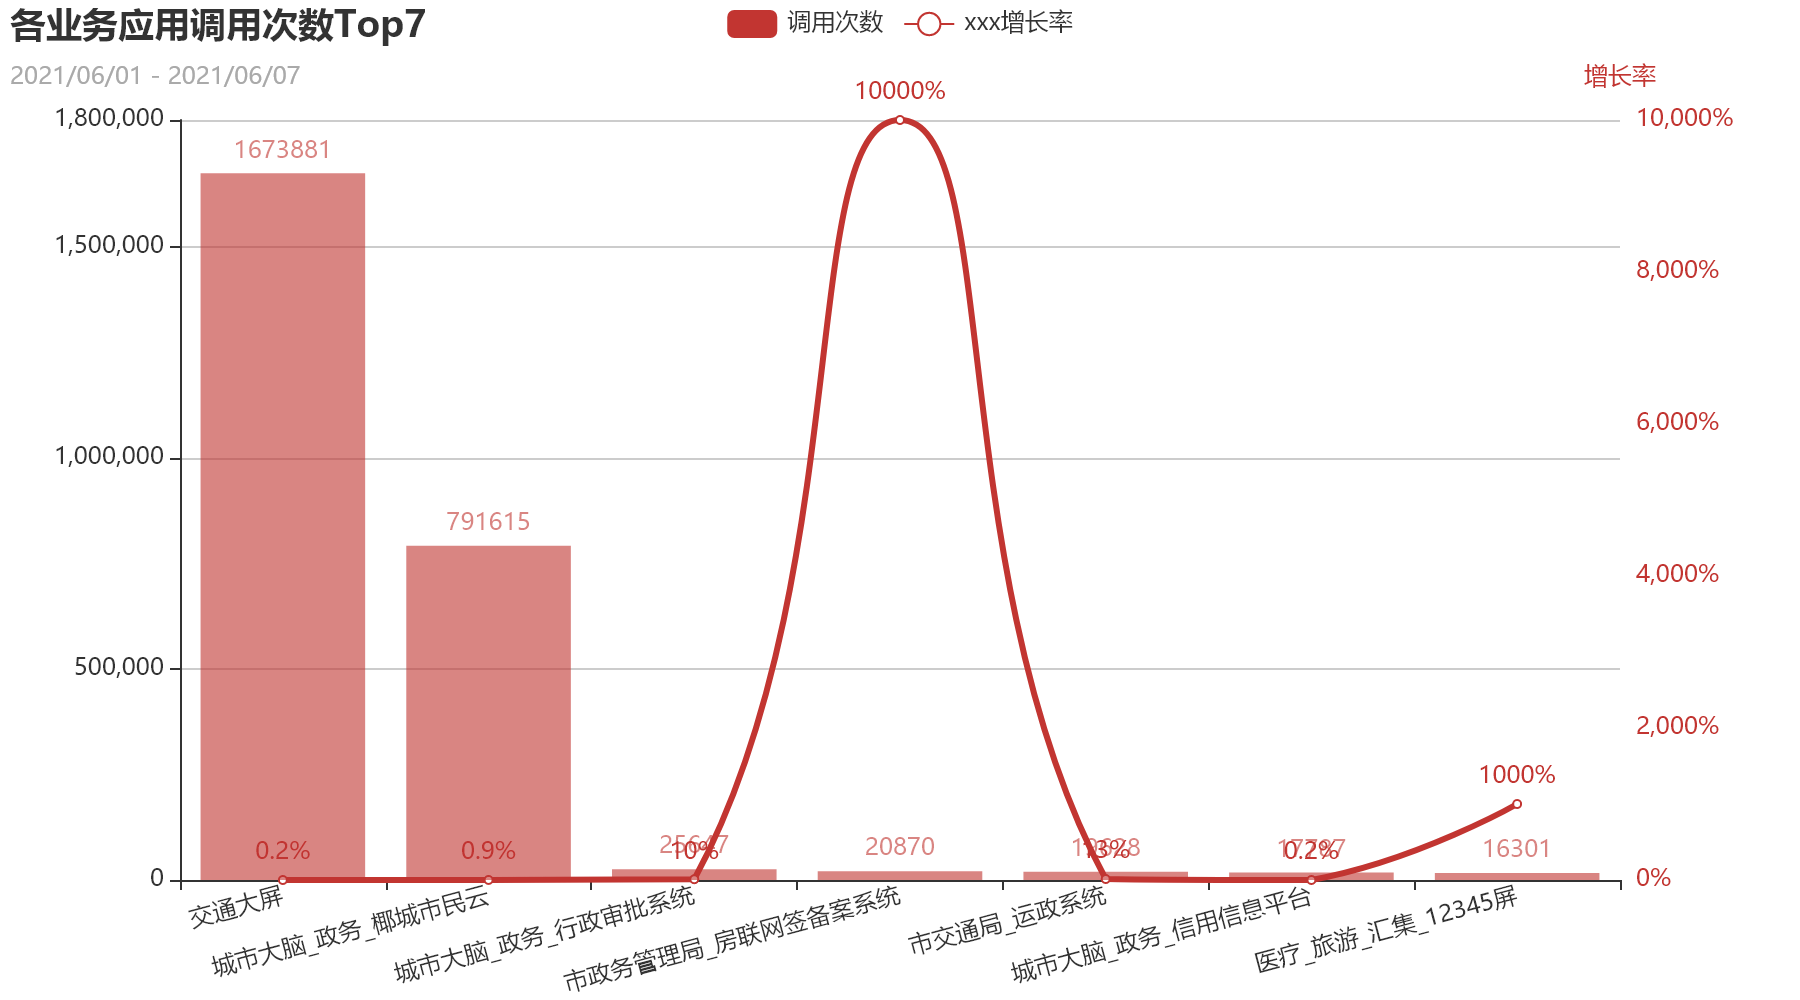 各业务应用调用次数Top7
调用次数
xxx增长率
2021/06/01 - 2021/06/07
增长率
10000%
1,800,000
10,000%
1673881
1,500,000
8,000%
1,000,000
6,000%
791615
4,000%
500,000
2,000%
1000%
0.2%
0.9%
25647
10%
20870
13%
0.2%
16301
0
0%
交通大屏
城市大脑_政务_椰城市民云
城市大脑_政务_行政审批系统
市政务管理局_房联网签备案系统
市交通局_运政系统
城市大脑_政务_信用信息平台
医疗_旅游_汇集_12345屏